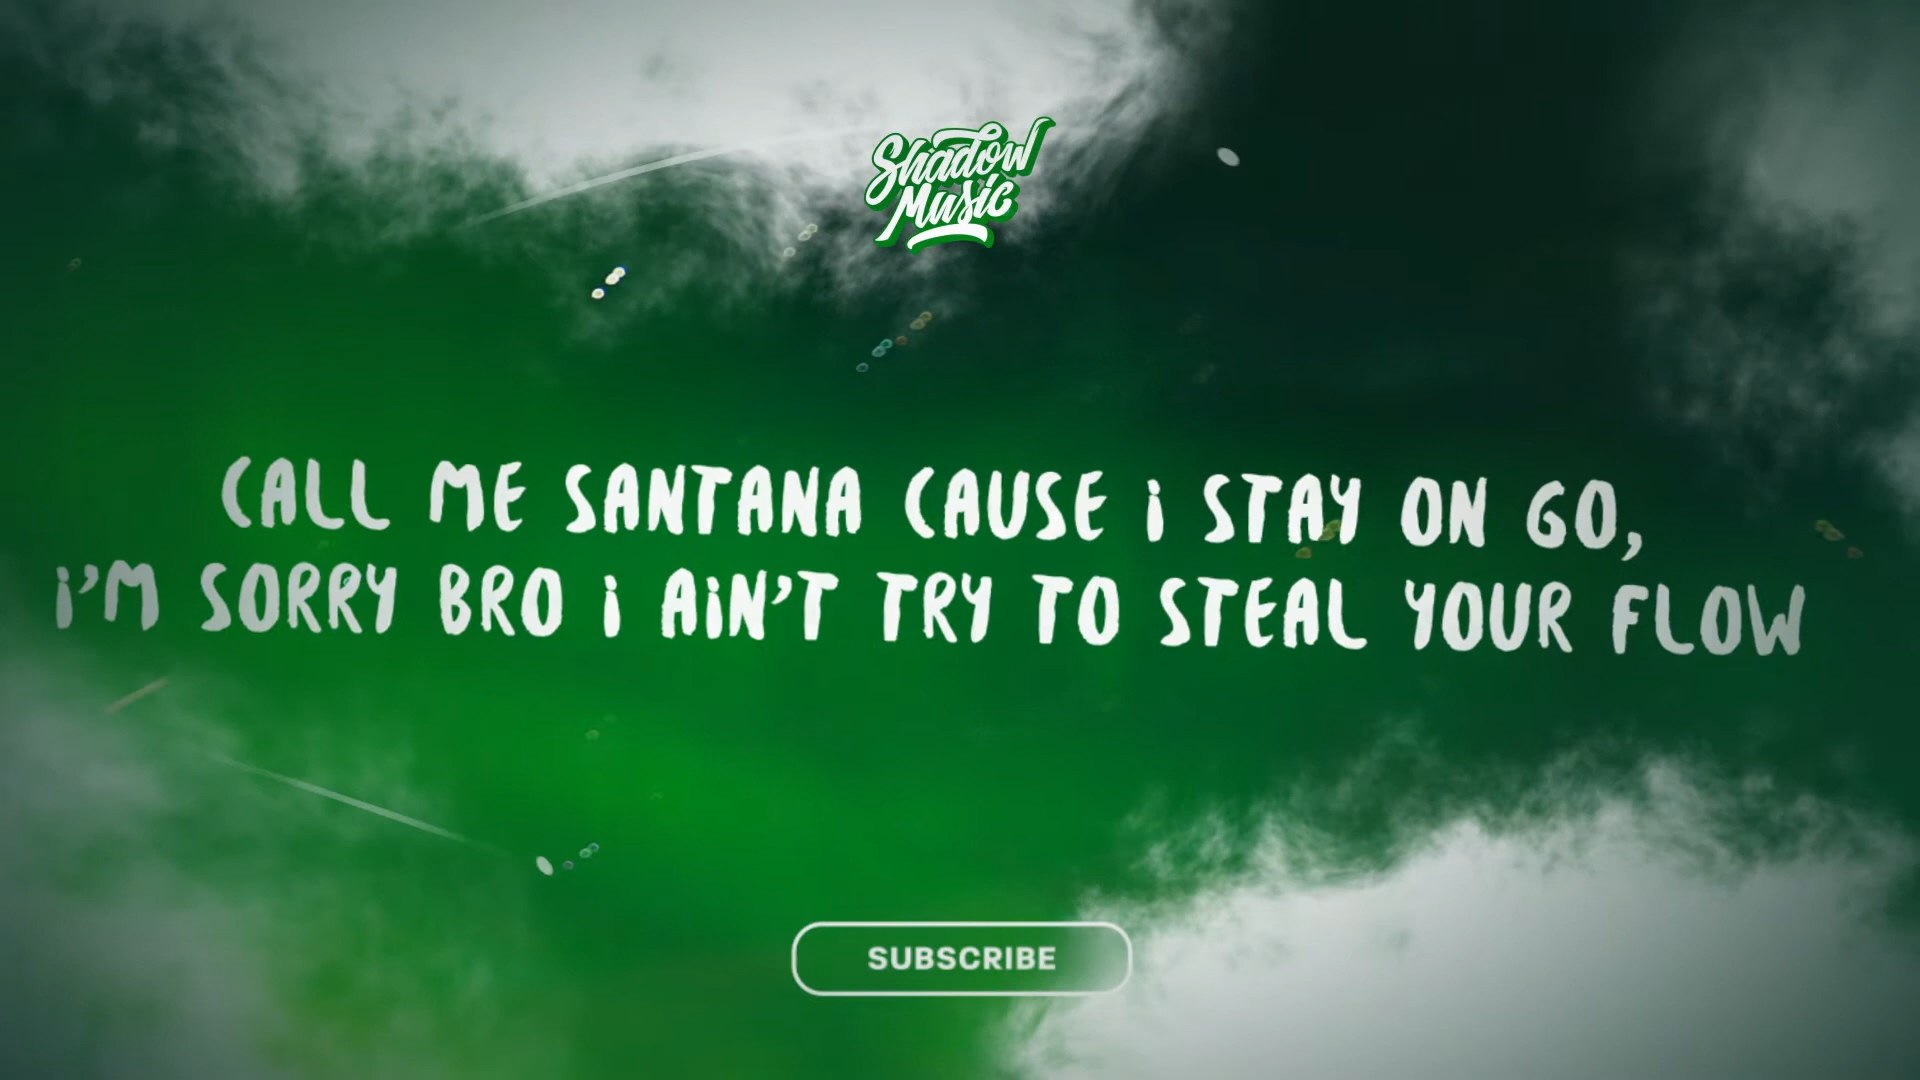 Shadow
Music
CALL ME SANTANA CAUSE i STAY ON GO,
i'M SORRY BRO i AiN'T TRY TO STEAL YOUR FLOW
SUBSCRIBE